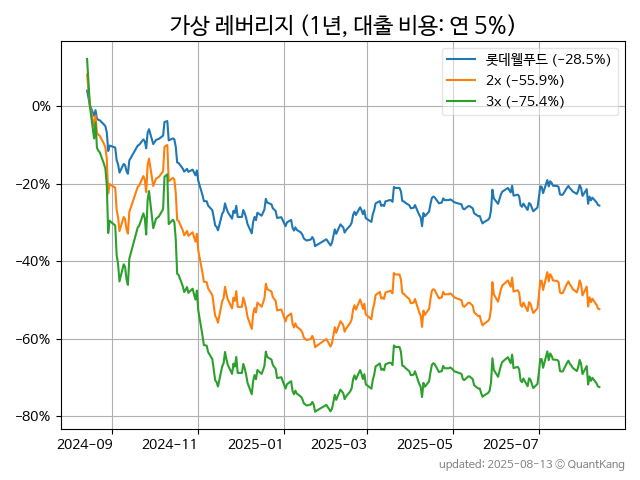 가상 레버리지 (1년, 대출 비용: 연 5%)
롯데웰푸드 (-28.5%)
2x (-55.9%)
3x (-75.4%)
0%
-20%
-40%
-60%
-80%
2024-09 2024-11 2025-01 2025-03 2025-05 2025-07
updated: 2025-08-13 © QuantKang